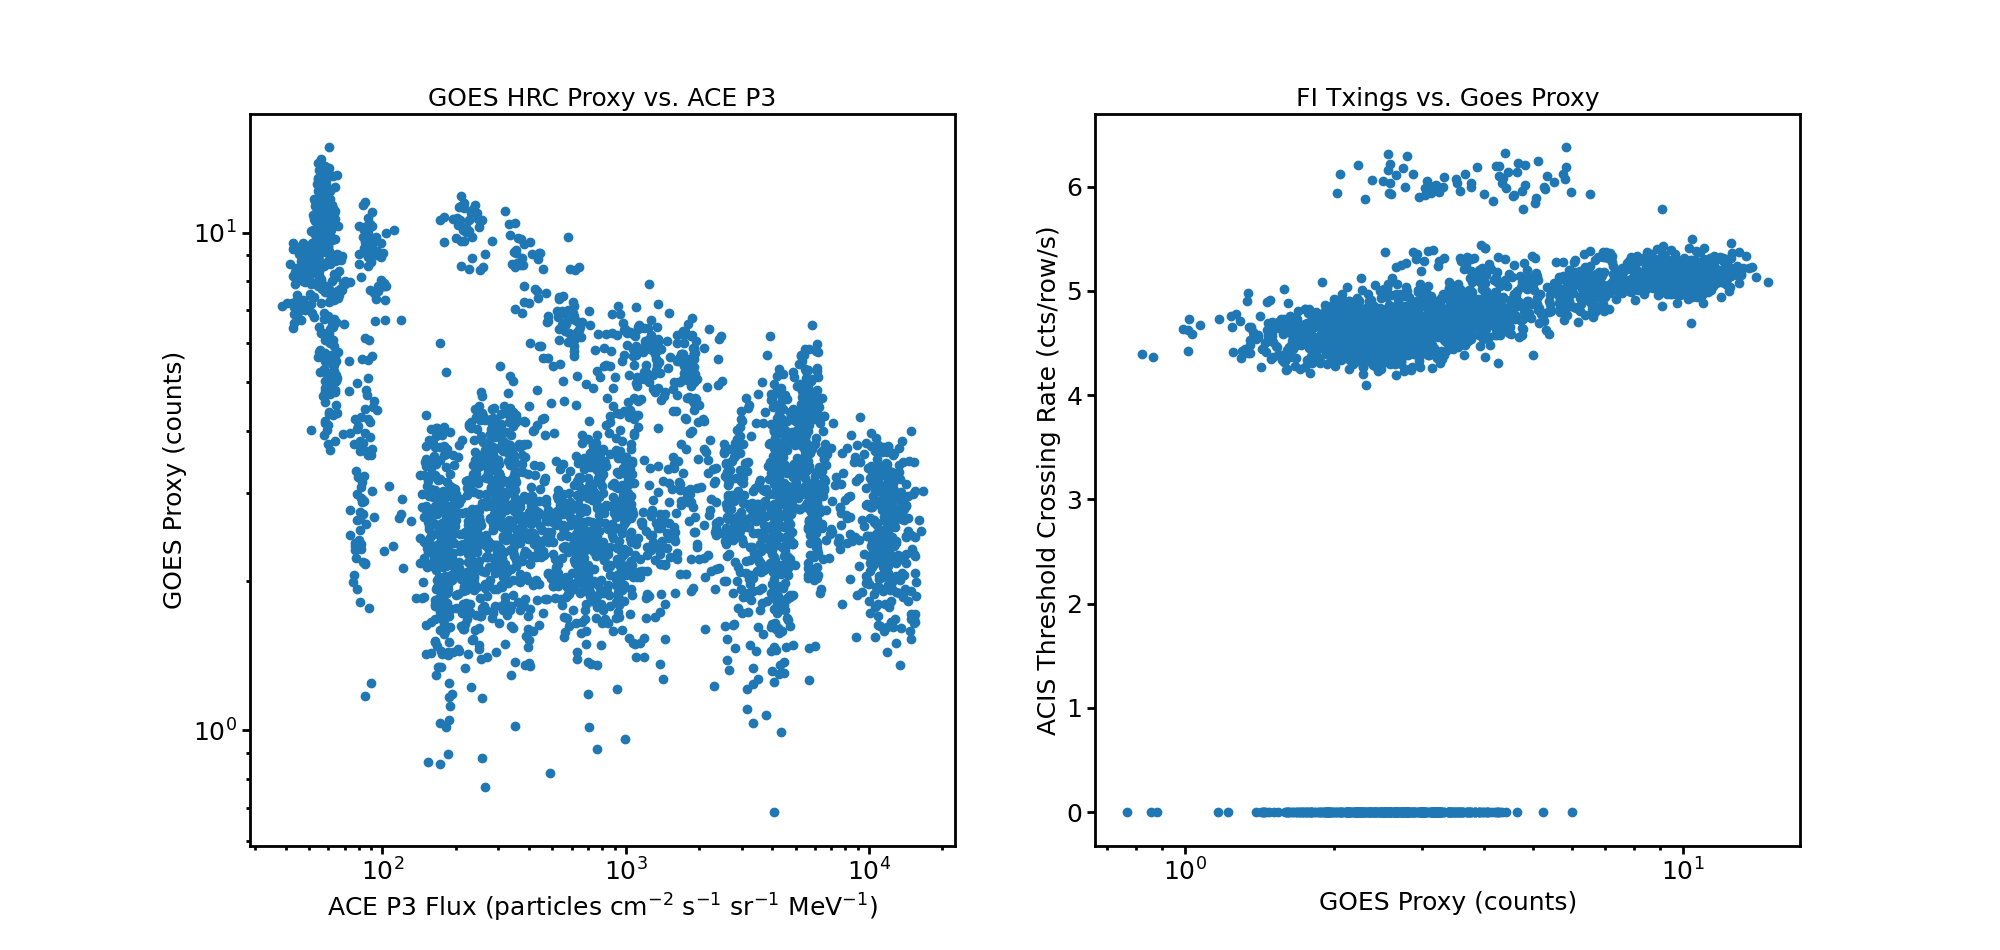 GOES HRC Proxy vs. ACE P3
GOES Proxy (counts)
10¹
10⁰
10² 10³ 10⁴
ACE P3 Flux (particles cm⁻² s⁻¹ sr⁻¹ MeV⁻¹)
FI Txings vs. Goes Proxy
ACIS Threshold Crossing Rate (cts/row/s)
6
5
4
3
2
1
0
10⁰ 10¹
GOES Proxy (counts)